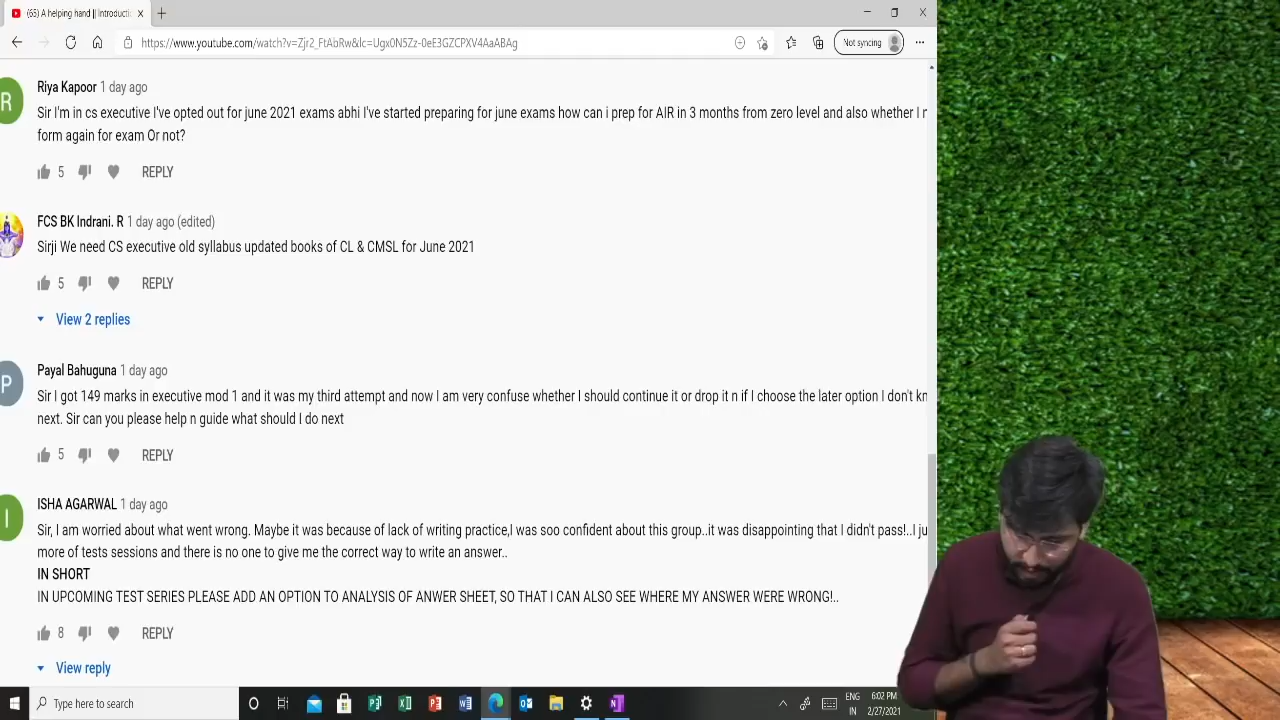 (65) A helping hand || Introducti
https://www.youtube.com/watch?v=Zjr2_FtAbRw&lc=Ugx0N5Zz-0eE3GZCPXV4AaABAg
Not syncing
R
Riya Kapoor 1 day ago
Sir I'm in cs executive I've opted out for june 2021 exams abhi I've started preparing for june exams how can i prep for AIR in 3 months from zero level and also whether I
form again for exam Or not?
5 REPLY
FCS BK Indrani. R 1 day ago (edited)
Sirji We need CS executive old syllabus updated books of CL & CMSL for June 2021
5 REPLY
View 2 replies
P
Payal Bahuguna 1 day ago
Sir I got 149 marks in executive mod 1 and it was my third attempt and now I am very confuse whether I should continue it or drop it n if I choose the later option I don't
next. Sir can you please help n guide what should I do next
5 REPLY
I
ISHA AGARWAL 1 day ago
Sir, I am worried about what went wrong. Maybe it was because of lack of writing practice,I was soo confident about this group..it was disappointing that I didn't pass!..I
more of tests sessions and there is no one to give me the correct way to write an answer..
IN SHORT
IN UPCOMING TEST SERIES PLEASE ADD AN OPTION TO ANALYSIS OF ANWER SHEET, SO THAT I CAN ALSO SEE WHERE MY ANSWER WERE WRONG!..
8 REPLY
View reply
Type here to search
ENG 6:02 PM
IN 2/27/2021